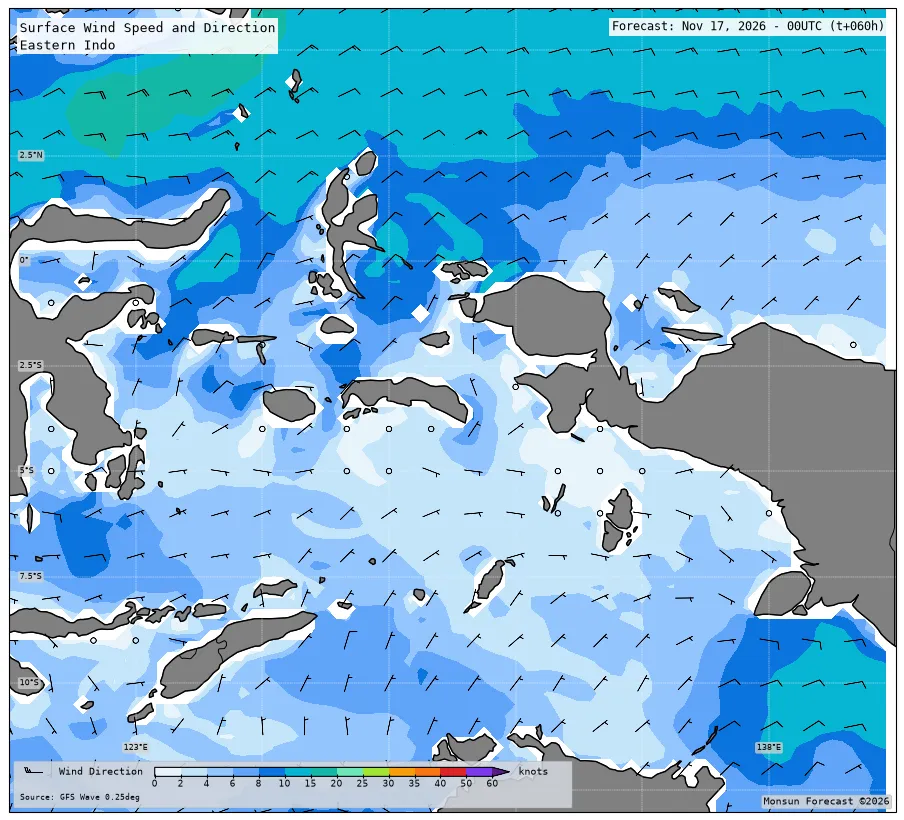 Surface Wind Speed and Direction
Eastern Indo
Forecast: Nov 17, 2026 - 00UTC (t+060h)
2.5°N
0°
2.5°S
5°S
7.5°S
10°S
123°E
138°E
Wind Direction
0 2 4 6 8 10 15 20 25 30 35 40 50 60
knots
Source: GFS Wave 0.25deg
Monsun Forecast ©2026